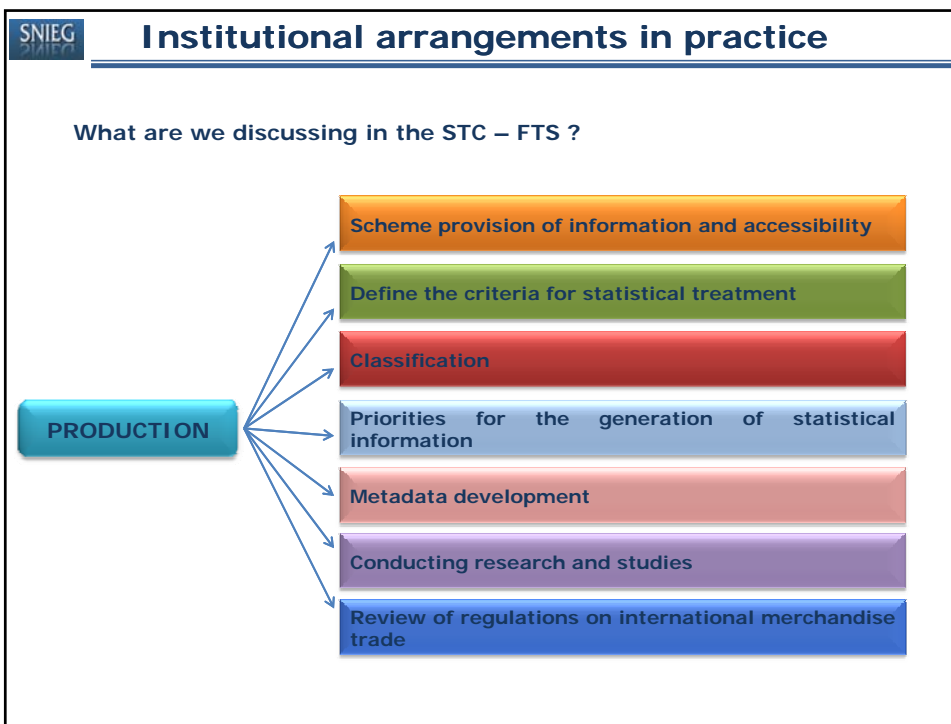 SNIEG
Institutional arrangements in practice
What are we discussing in the STC – FTS ?
Scheme provision of information and accessibility
Define the criteria for statistical treatment
Classification
PRODUCTION
Priorities for the generation of statistical
information
Metadata development
Conducting research and studies
Review of regulations on international merchandise
trade